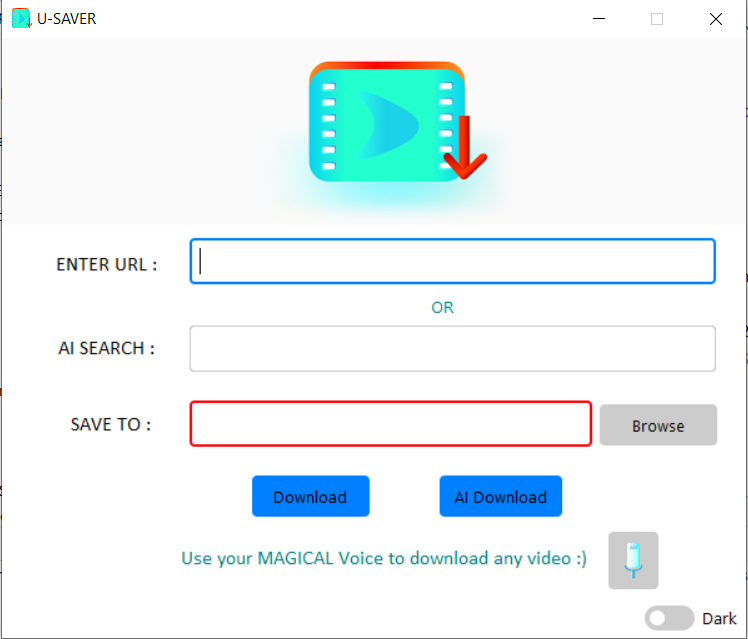 U-SAVER
ENTER URL :
OR
AI SEARCH :
SAVE TO :
Browse
Download
AI Download
Use your MAGICAL Voice to download any video :)
Dark